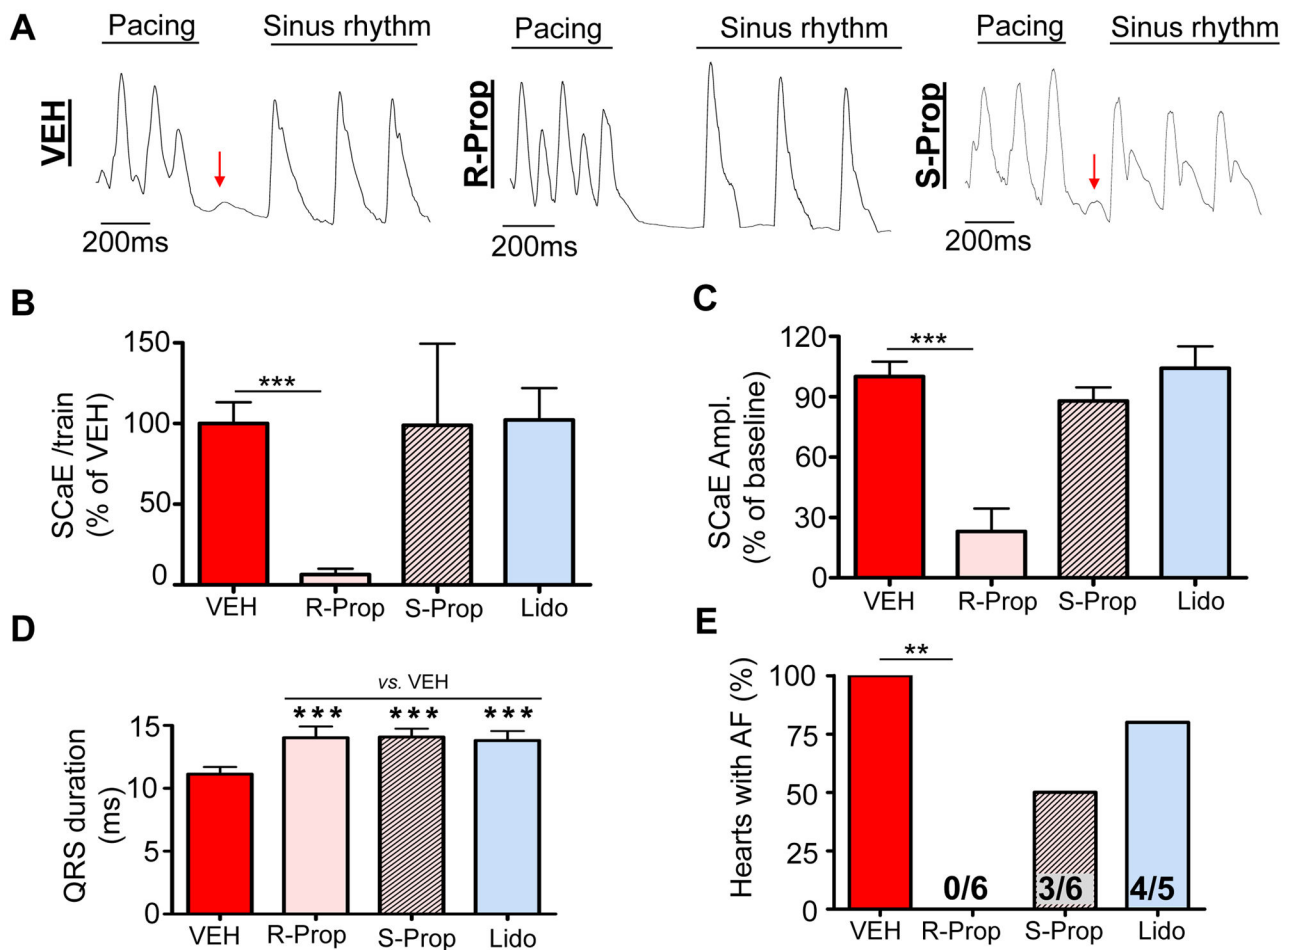 A
Pacing
Sinus rhythm
VEH
200ms
Pacing
Sinus rhythm
R-Prop
200ms
Pacing
Sinus rhythm
S-Prop
200ms
B
SCaE /train
(% of VEH)
150
100
50
0
***
VEH
R-Prop
S-Prop
Lido
C
SCaE Ampl.
(% of baseline)
120
90
60
30
0
***
VEH
R-Prop
S-Prop
Lido
D
QRS duration
(ms)
15
10
5
0
vs. VEH
*** *** ***
VEH
R-Prop
S-Prop
Lido
E
Hearts with AF (%)
100
75
50
25
0
**
0/6
3/6
4/5
VEH
R-Prop
S-Prop
Lido